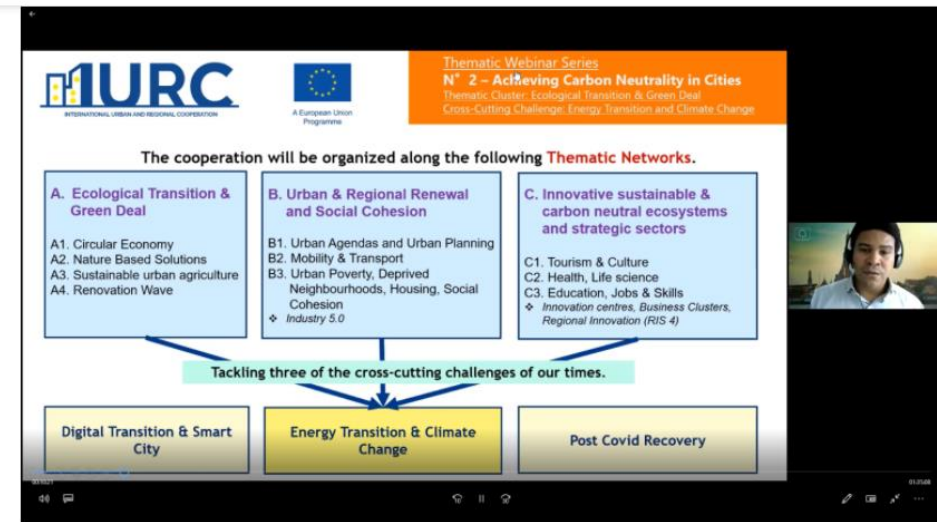 IURC
INTERNATIONAL URBAN AND REGIONAL COOPERATION
A European Union
Programme
Thematic Webinar Series
N° 2 – Achieving Carbon Neutrality in Cities
Thematic Cluster: Ecological Transition & Green Deal
Cross-Cutting Challenge: Energy Transition and Climate Change
The cooperation will be organized along the following Thematic Networks.
A. Ecological Transition &
Green Deal
A1. Circular Economy
A2. Nature Based Solutions
A3. Sustainable urban agriculture
A4. Renovation Wave
B. Urban & Regional Renewal
and Social Cohesion
B1. Urban Agendas and Urban Planning
B2. Mobility & Transport
B3. Urban Poverty, Deprived
Neighbourhoods, Housing, Social
Cohesion
❖ Industry 5.0
C. Innovative sustainable &
carbon neutral ecosystems
and strategic sectors
C1. Tourism & Culture
C2. Health, Life science
C3. Education, Jobs & Skills
❖ Innovation centres, Business Clusters,
Regional Innovation (RIS 4)
Tackling three of the cross-cutting challenges of our times.
Digital Transition & Smart
City
Energy Transition & Climate
Change
Post Covid Recovery